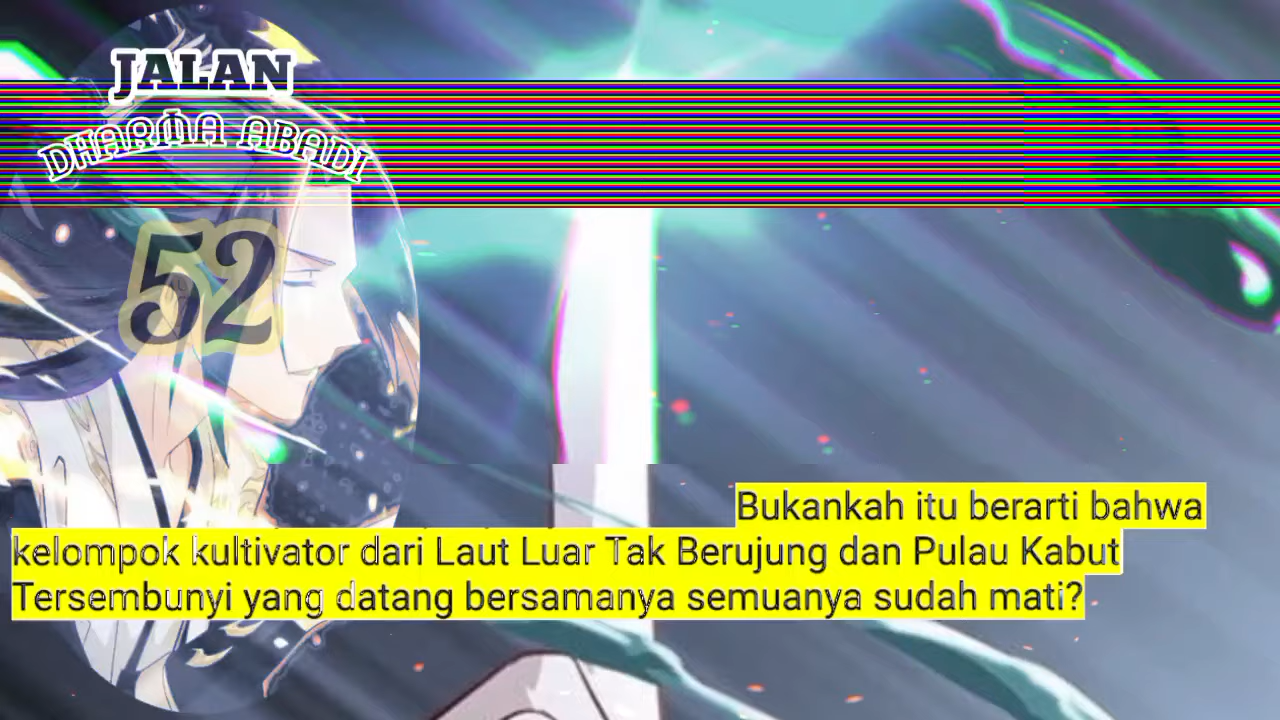 JALAN
DHARMA ABADI
52
Bukankah itu berarti bahwa
kelompok kultivator dari Laut Luar Tak Berujung dan Pulau Kabut
Tersembunyi yang datang bersamanya semuanya sudah mati?